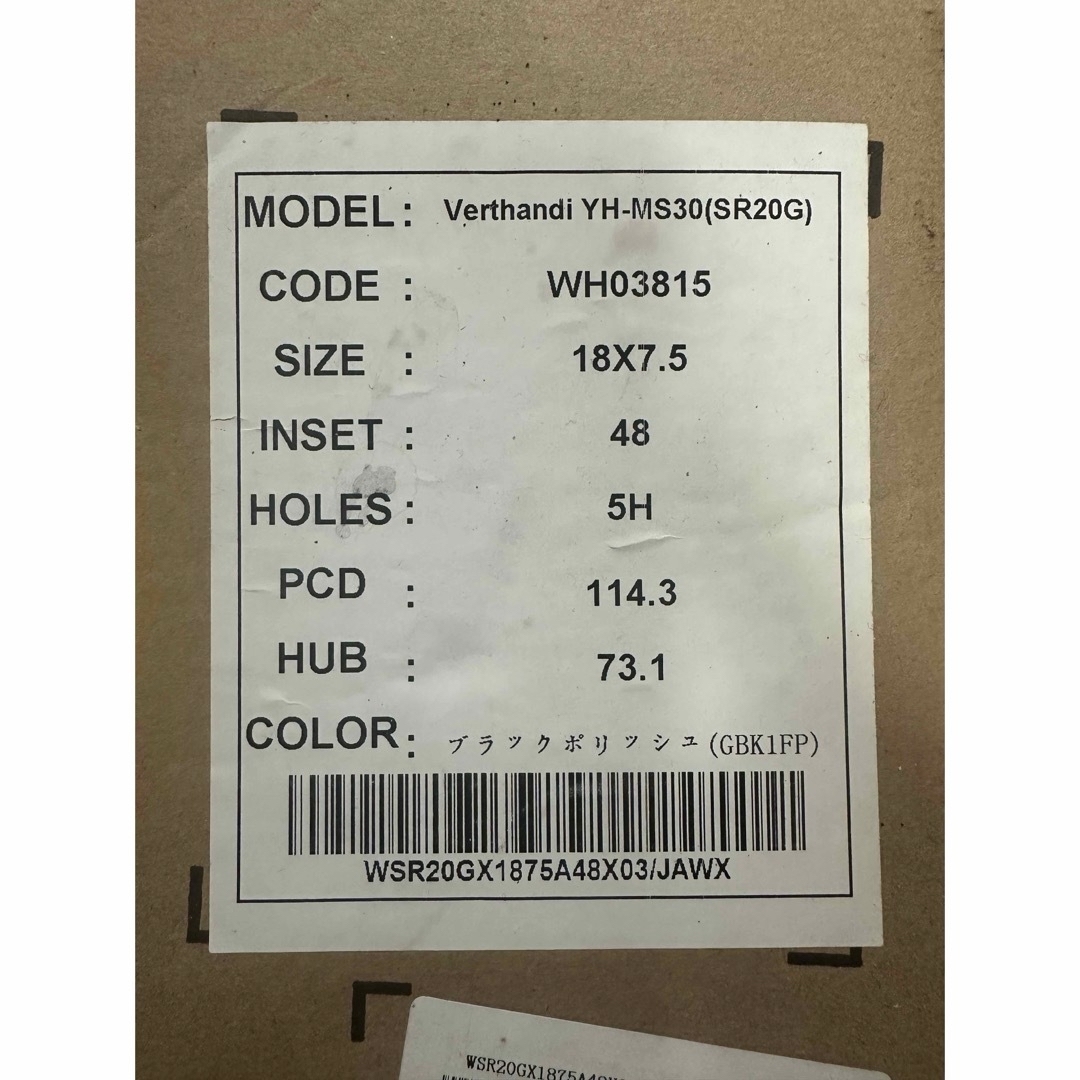 MODEL: Verthandi YH-MS30(SR20G)
CODE : WH03815
SIZE : 18X7.5
INSET : 48
HOLES: 5H
PCD : 114.3
HUB : 73.1
COLOR: ブラックポリッシュ(GBK1FP)
WSR20GX1875A48X03/JAWX